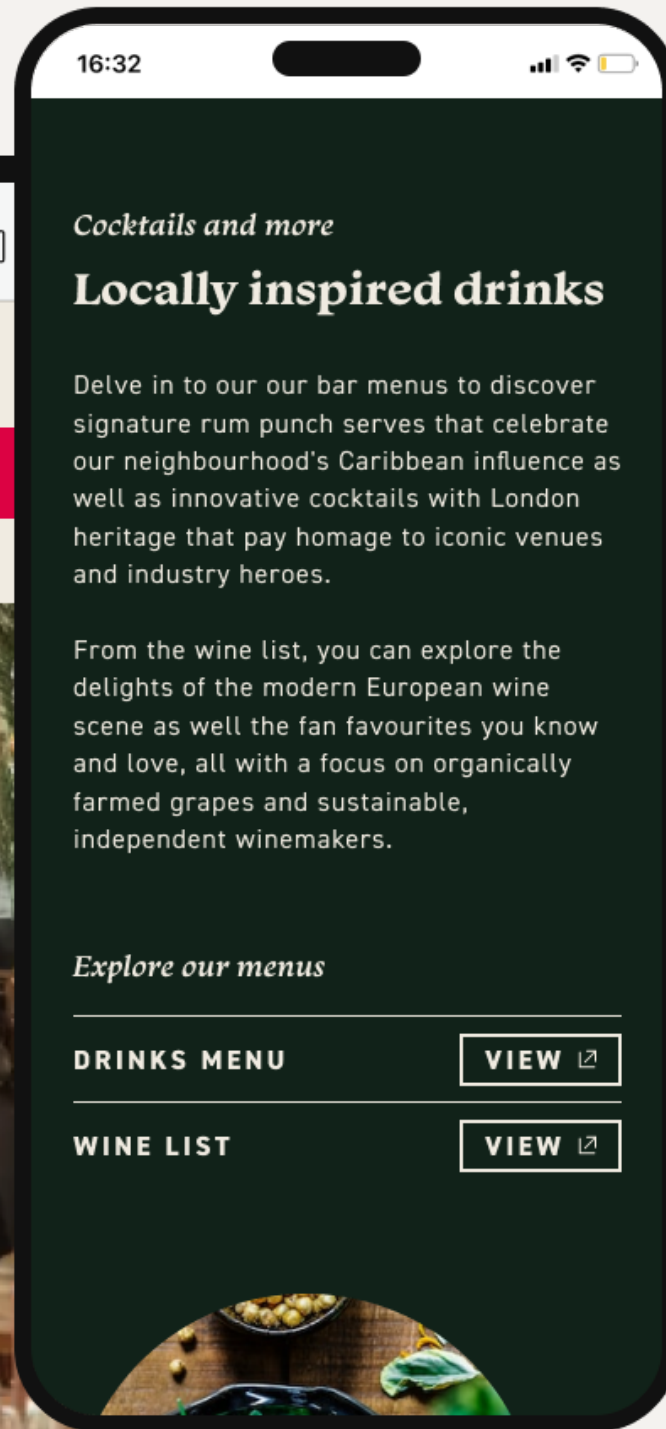 16:32
Cocktails and more
Locally inspired drinks
Delve in to our our bar menus to discover
signature rum punch serves that celebrate
our neighbourhood's Caribbean influence as
well as innovative cocktails with London
heritage that pay homage to iconic venues
and industry heroes.
From the wine list, you can explore the
delights of the modern European wine
scene as well the fan favourites you know
and love, all with a focus on organically
farmed grapes and sustainable,
independent winemakers.
Explore our menus
DRINKS MENU VIEW
WINE LIST VIEW